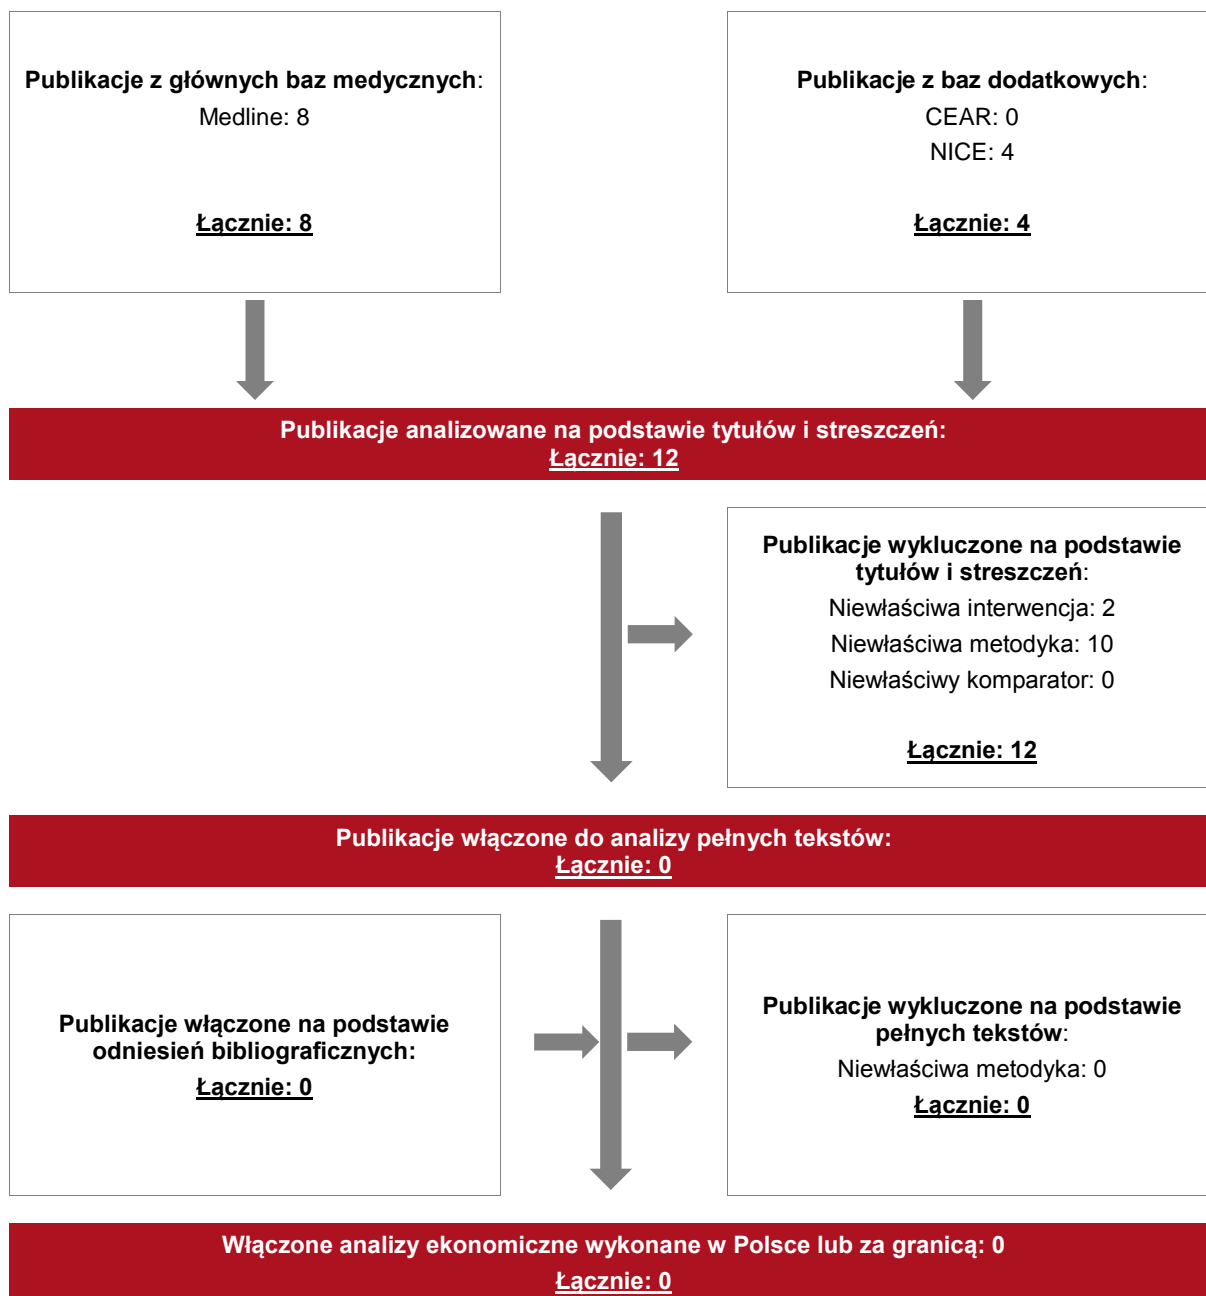 Publikacje z głównych baz medycznych:
Medline: 8
Łącznie: 8
Publikacje z baz dodatkowych:
CEAR: 0
NICE: 4
Łącznie: 4
Publikacje analizowane na podstawie tytułów i streszczeń:
Łącznie: 12
Publikacje wykluczone na podstawie
tytułów i streszczeń:
Niewłaściwa interwencja: 2
Niewłaściwa metodyka: 10
Niewłaściwy komparator: 0
Łącznie: 12
Publikacje włączone do analizy pełnych tekstów:
Łącznie: 0
Publikacje włączone na podstawie
odniesień bibliograficznych:
Łącznie: 0
Publikacje wykluczone na podstawie
pełnych tekstów:
Niewłaściwa metodyka: 0
Łącznie: 0
Włączone analizy ekonomiczne wykonane w Polsce lub za granicą: 0
Łącznie: 0